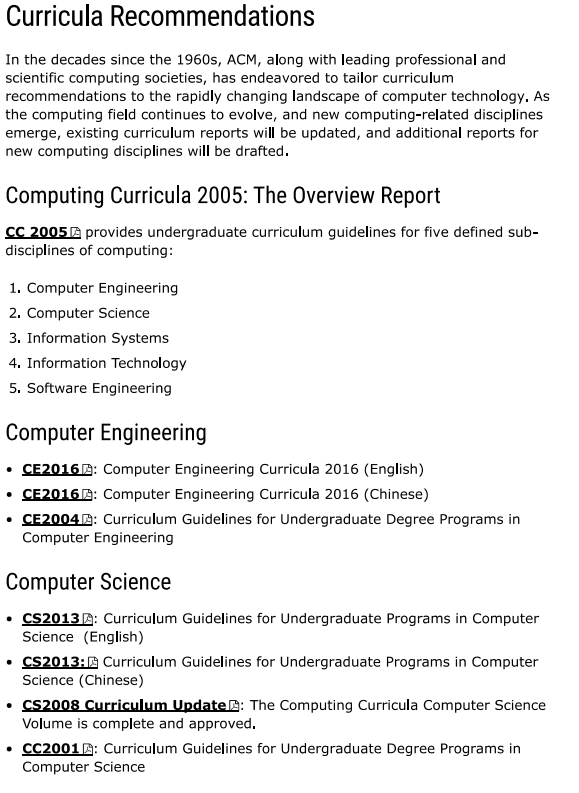 Curricula Recommendations
In the decades since the 1960s, ACM, along with leading professional and
scientific computing societies, has endeavored to tailor curriculum
recommendations to the rapidly changing landscape of computer technology. As
the computing field continues to evolve, and new computing-related disciplines
emerge, existing curriculum reports will be updated, and additional reports for
new computing disciplines will be drafted.
Computing Curricula 2005: The Overview Report
CC 2005 provides undergraduate curriculum guidelines for five defined sub-
disciplines of computing:
1. Computer Engineering
2. Computer Science
3. Information Systems
4. Information Technology
5. Software Engineering
Computer Engineering
• CE2016: Computer Engineering Curricula 2016 (English)
• CE2016: Computer Engineering Curricula 2016 (Chinese)
• CE2004: Curriculum Guidelines for Undergraduate Degree Programs in
Computer Engineering
Computer Science
• CS2013: Curriculum Guidelines for Undergraduate Programs in Computer
Science (English)
• CS2013: Curriculum Guidelines for Undergraduate Programs in Computer
Science (Chinese)
• CS2008 Curriculum Update: The Computing Curricula Computer Science
Volume is complete and approved.
• CC2001: Curriculum Guidelines for Undergraduate Degree Programs in
Computer Science